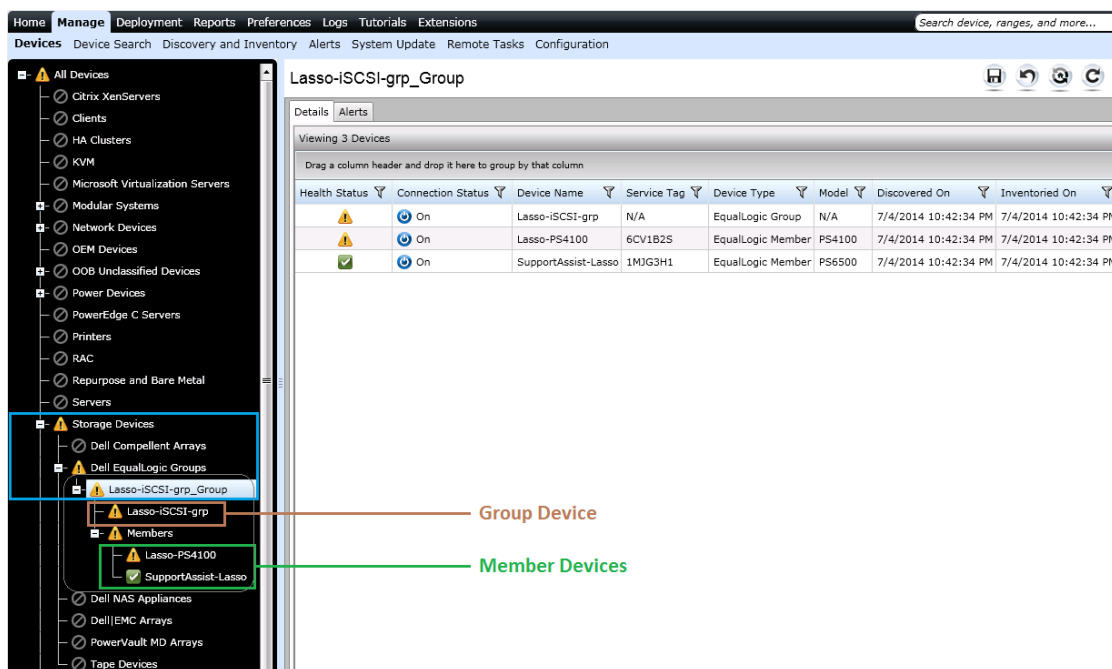 Home Manage Deployment Reports Preferences Logs Tutorials Extensions
Search device, ranges, and more...
Devices Device Search Discovery and Inventory Alerts System Update Remote Tasks Configuration
All Devices
Citrix XenServers
Clients
HA Clusters
KVM
Microsoft Virtualization Servers
Modular Systems
Network Devices
OEM Devices
OOB Unclassified Devices
Power Devices
PowerEdge C Servers
Printers
RAC
Repurpose and Bare Metal
Servers
Storage Devices
Dell Compellent Arrays
Dell EqualLogic Groups
Lasso-iSCSI-grp_Group
Lasso-iSCSI-grp
Members
Lasso-PS4100
SupportAssist-Lasso
Dell NAS Appliances
Dell|EMC Arrays
PowerVault MD Arrays
Tape Devices
Lasso-iSCSI-grp_Group
Details Alerts
Viewing 3 Devices
Drag a column header and drop it here to group by that column
Health Status Connection Status Device Name Service Tag Device Type Model Discovered On Inventoried On
On Lasso-iSCSI-grp N/A EqualLogic Group N/A 7/4/2014 10:42:34 PM 7/4/2014 10:42:34 PM
On Lasso-PS4100 6CV1B2S EqualLogic Member PS4100 7/4/2014 10:42:34 PM 7/4/2014 10:42:34 PM
On SupportAssist-Lasso 1MJG3H1 EqualLogic Member PS6500 7/4/2014 10:42:34 PM 7/4/2014 10:42:34 PM
Group Device
Member Devices